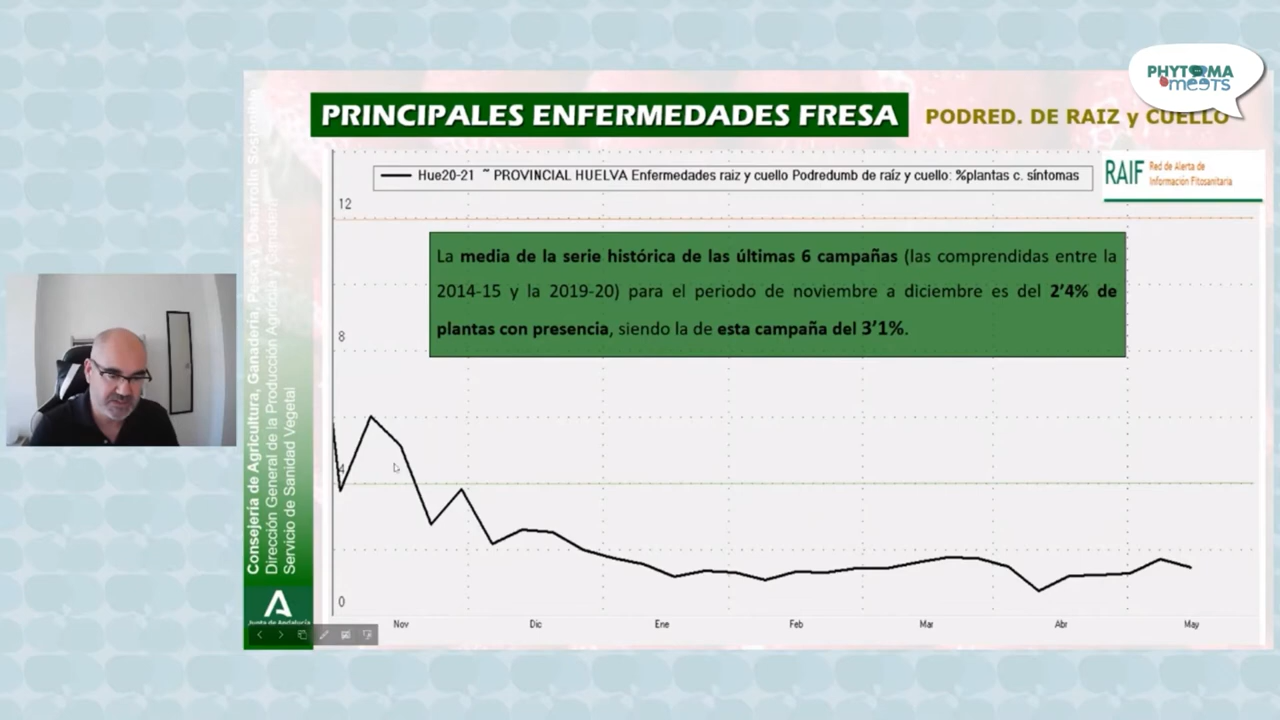 PHYTOMA
meets
PRINCIPALES ENFERMEDADES FRESA
PODRED. DE RAIZ y CUELLO
RAIF Red de Alerta de
Información Fitosanitaria
Hue20-21 ~ PROVINCIAL HUELVA Enfermedades raiz y cuello Podredumb de raíz y cuello: %plantas c. síntomas
12
La media de la serie histórica de las últimas 6 campañas (las comprendidas entre la
2014-15 y la 2019-20) para el periodo de noviembre a diciembre es del 2'4% de
plantas con presencia, siendo la de esta campaña del 3'1%.
8
4
0
Nov Dic Ene Feb Mar Abr May
Consejería de Agricultura, Ganadería, Pesca y Desarrollo Sostenible
Dirección General de la Producción Agrícola y Ganadera
Servicio de Sanidad Vegetal
Junta de Andalucía